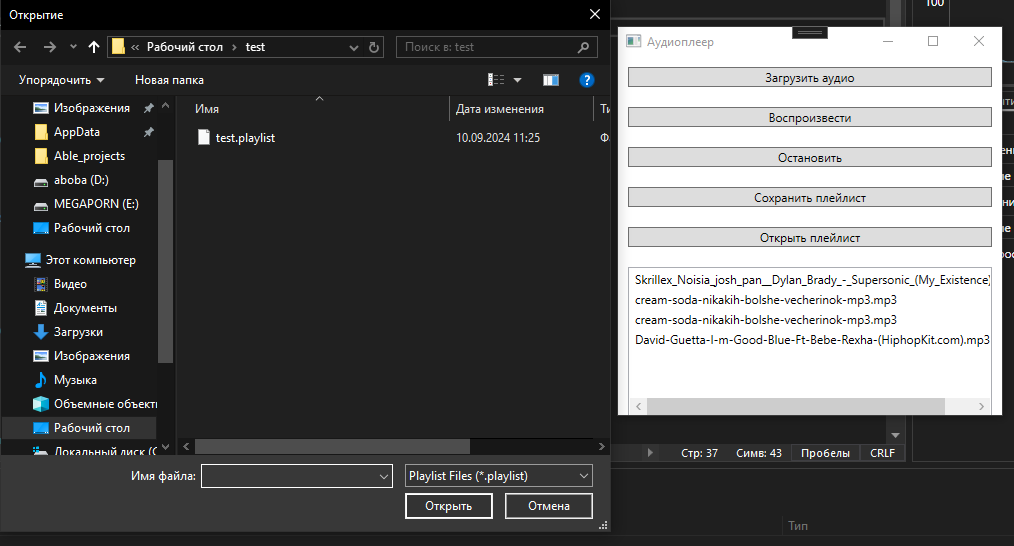 Открытие
Рабочий стол
test
Поиск в: test
Упорядочить
Новая папка
Изображения
AppData
Able_projects
aboba (D:)
MEGAPORN (E:)
Рабочий стол
Этот компьютер
Видео
Документы
Загрузки
Изображения
Музыка
Объемные объекты
Рабочий стол
Локальный диск (C
Имя
Дата изменения
Ти
test.playlist
10.09.2024 11:25
Ф
Имя файла:
Playlist Files (*.playlist)
Открыть
Отмена
100
Аудиоплеер
Загрузить аудио
Воспроизвести
Остановить
Сохранить плейлист
Открыть плейлист
Skrillex_Noisia_josh_pan__Dylan_Brady_-_Supersonic_(My_Existence)
cream-soda-nikakih-bolshe-vecherinok-mp3.mp3
cream-soda-nikakih-bolshe-vecherinok-mp3.mp3
David-Guetta-I-m-Good-Blue-Ft-Bebe-Rexha-(HiphopKit.com).mp3
Стр: 37
Симв: 43
Пробелы
CRLF
Тип